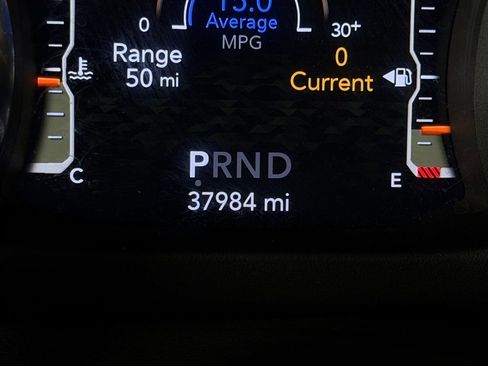 Average
0 MPG 30+
Range 0
50 mi Current
C PRND E
37984 mi